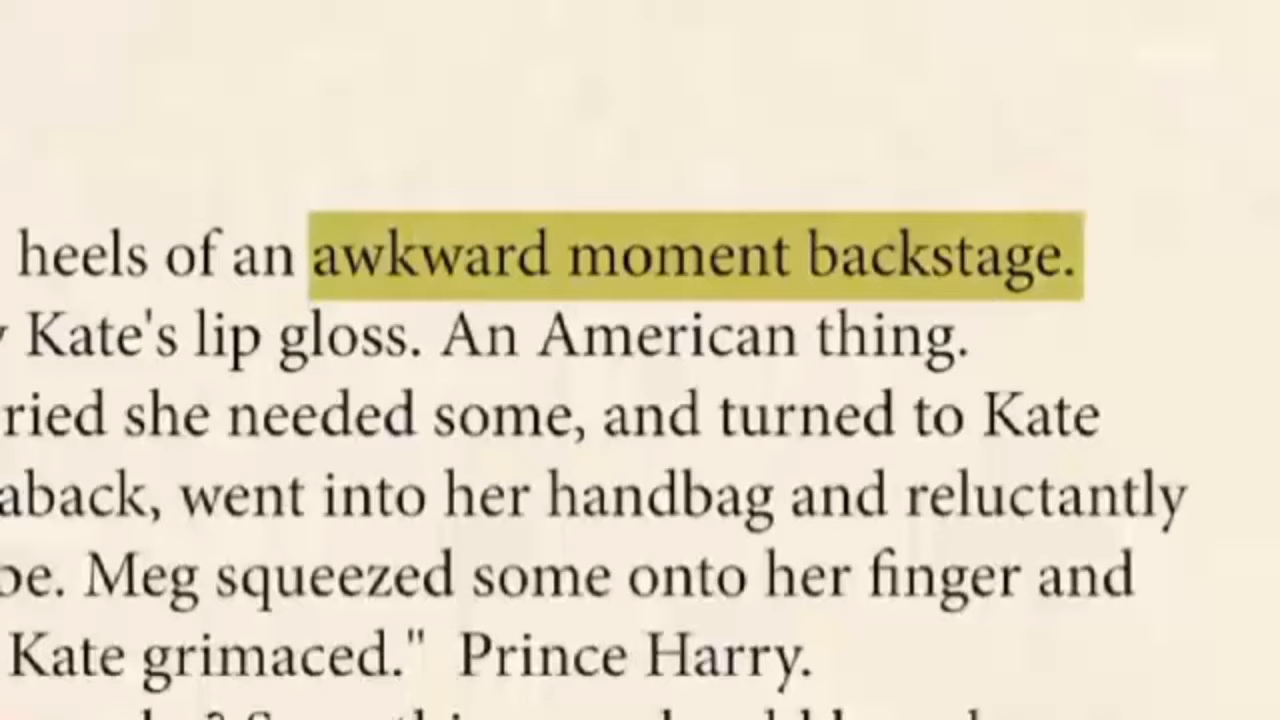 heels of an awkward moment backstage.
Kate's lip gloss. An American thing.
ried she needed some, and turned to Kate
aback, went into her handbag and reluctantly
be. Meg squeezed some onto her finger and
Kate grimaced." Prince Harry.